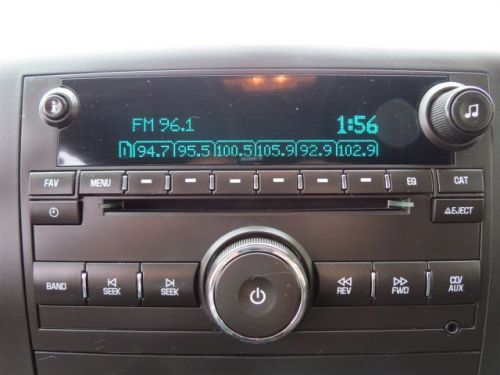 FM 96.1 1:56
1 94.7 95.5 100.5 105.9 92.9 102.9
FAV MENU EQ CAT
EJECT
BAND SEEK SEEK REV FWD CD/
AUX